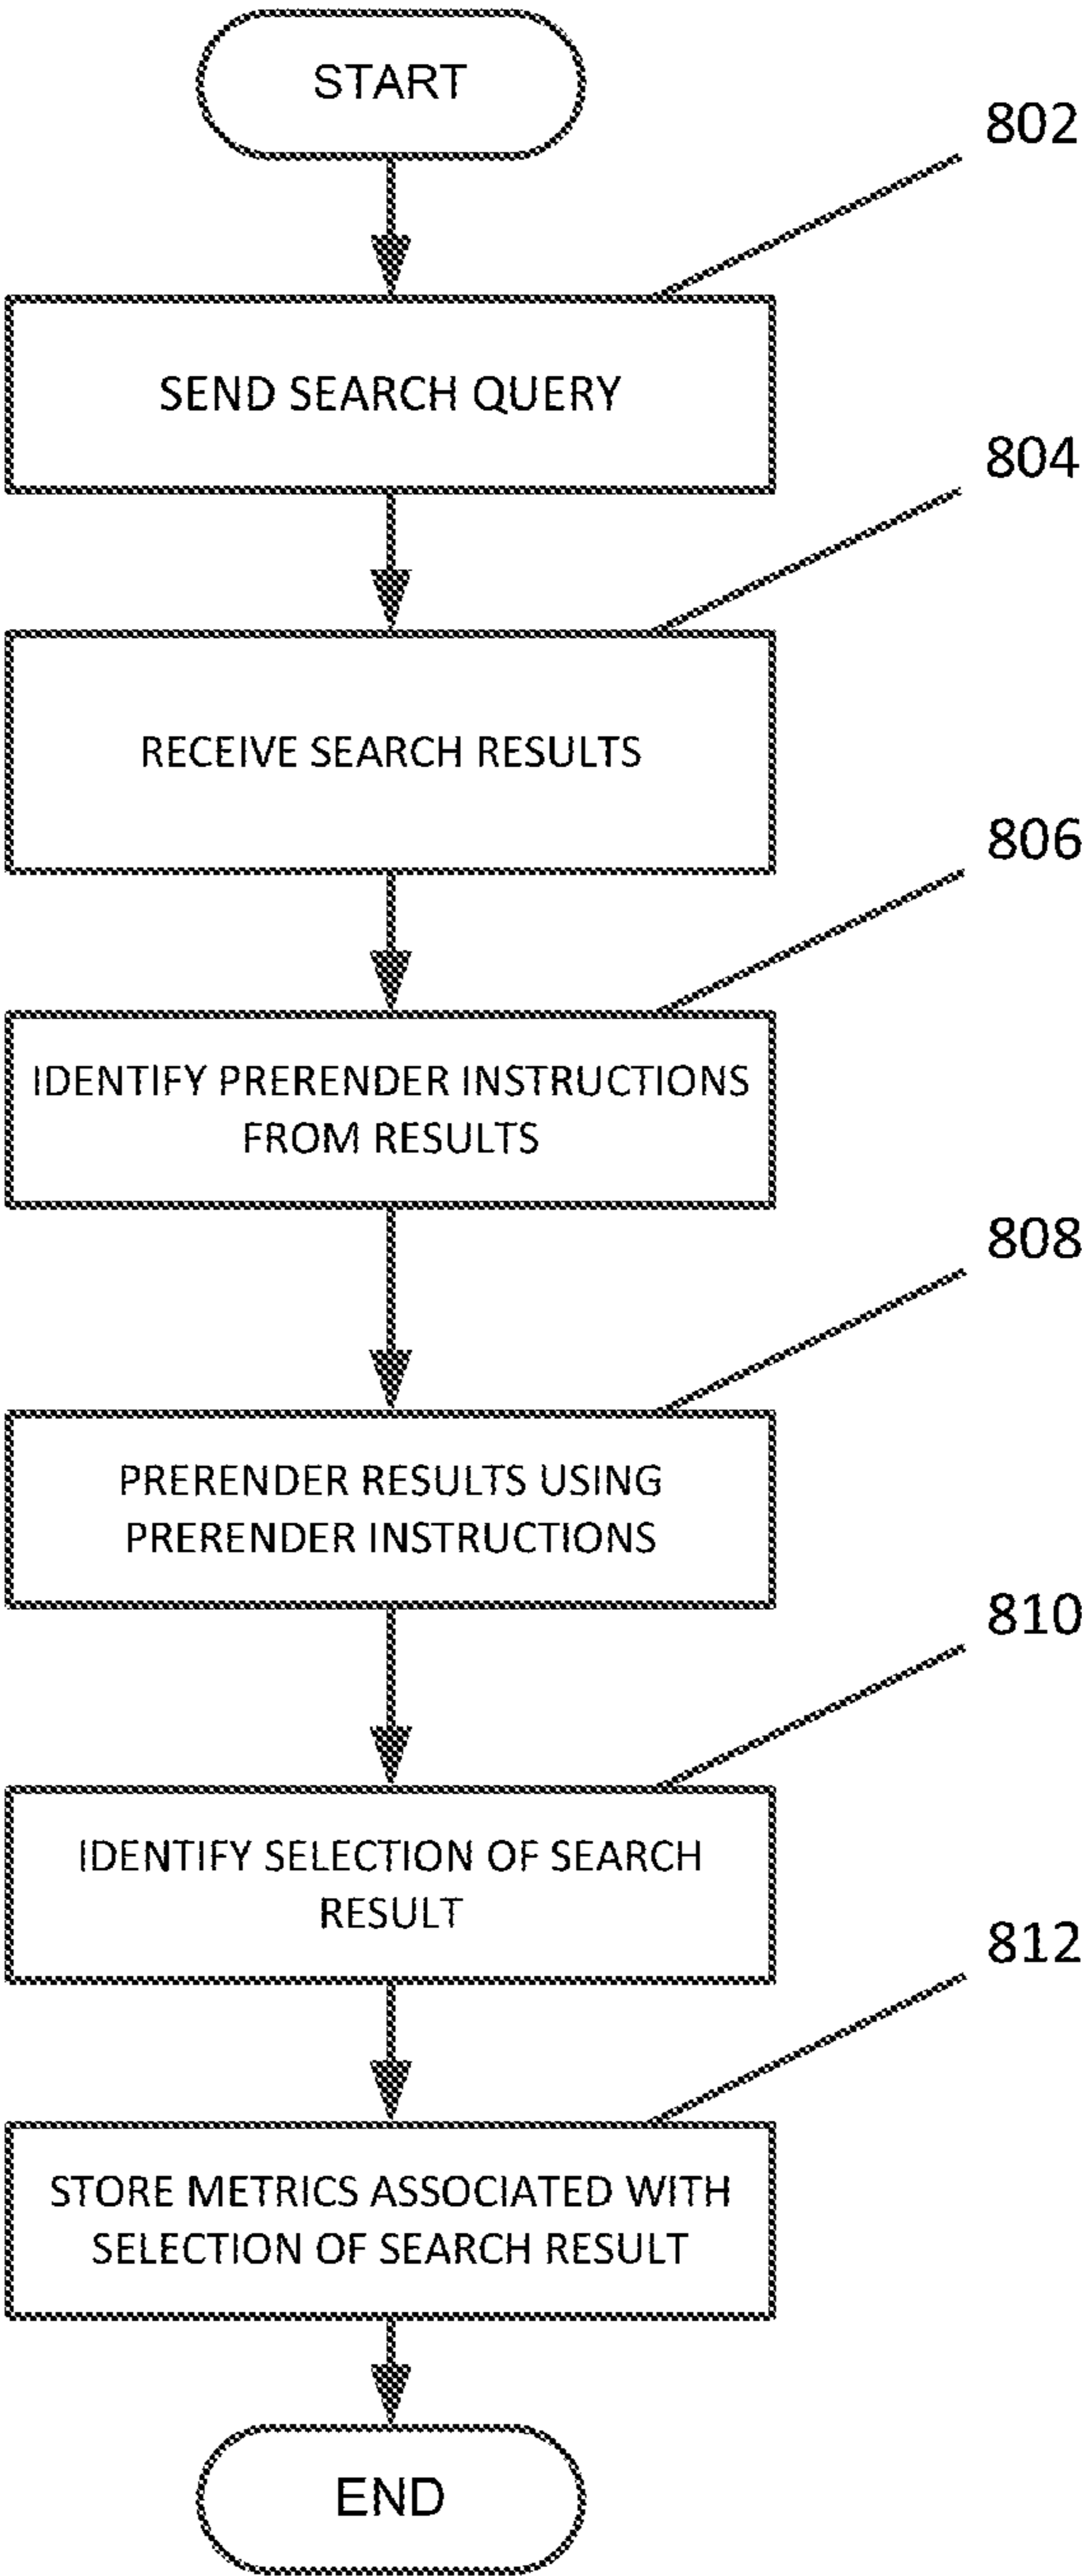 START
802
SEND SEARCH QUERY
804
RECEIVE SEARCH RESULTS
806
IDENTIFY PRERENDER INSTRUCTIONS
FROM RESULTS
808
PRERENDER RESULTS USING
PRERENDER INSTRUCTIONS
810
IDENTIFY SELECTION OF SEARCH
RESULT
812
STORE METRICS ASSOCIATED WITH
SELECTION OF SEARCH RESULT
END